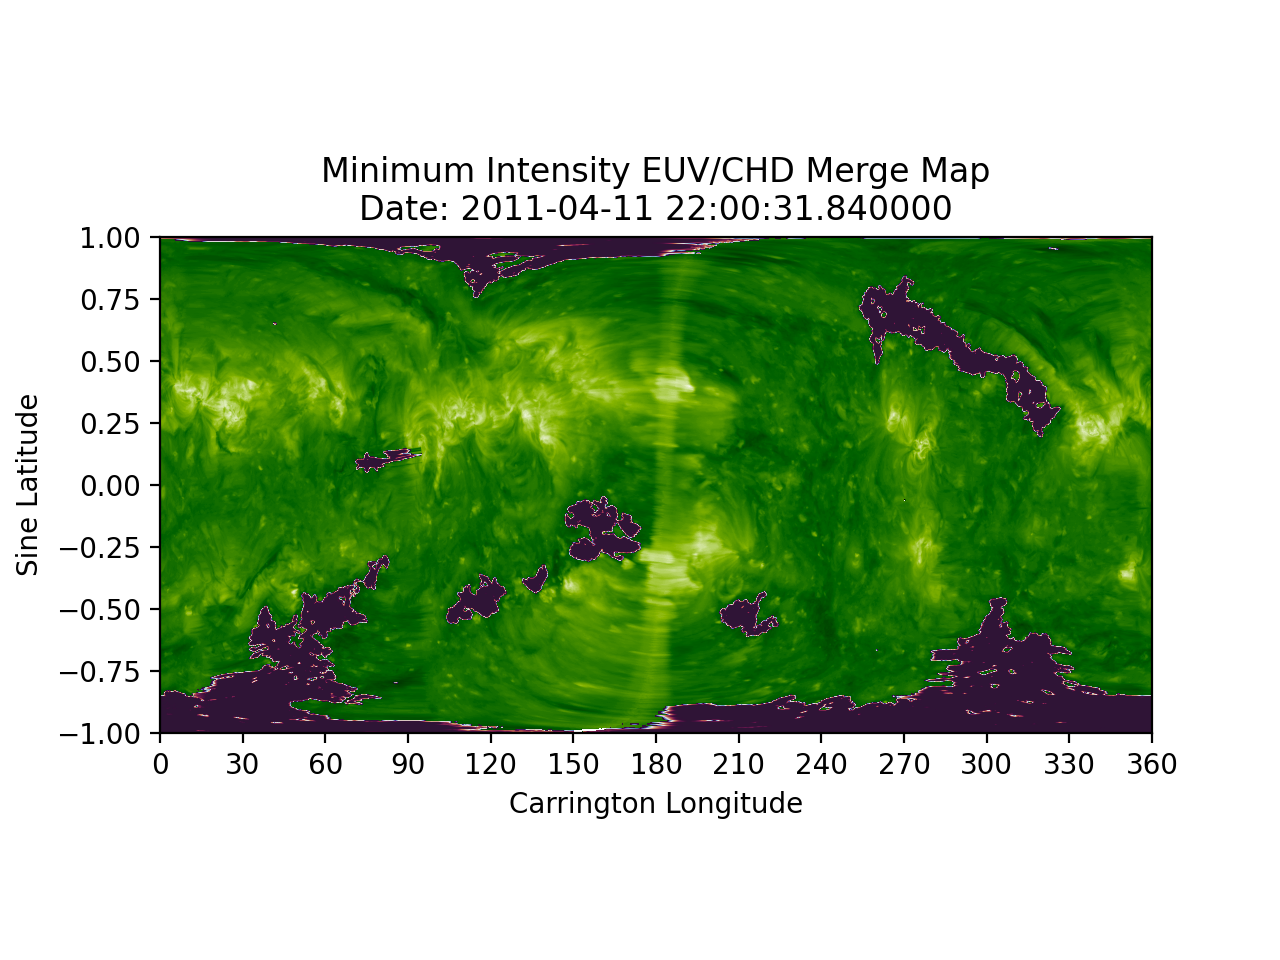 Minimum Intensity EUV/CHD Merge Map
Date: 2011-04-11 22:00:31.840000
1.00
0.75
0.50
0.25
0.00
−0.25
−0.50
−0.75
−1.00
Sine Latitude
0 30 60 90 120 150 180 210 240 270 300 330 360
Carrington Longitude